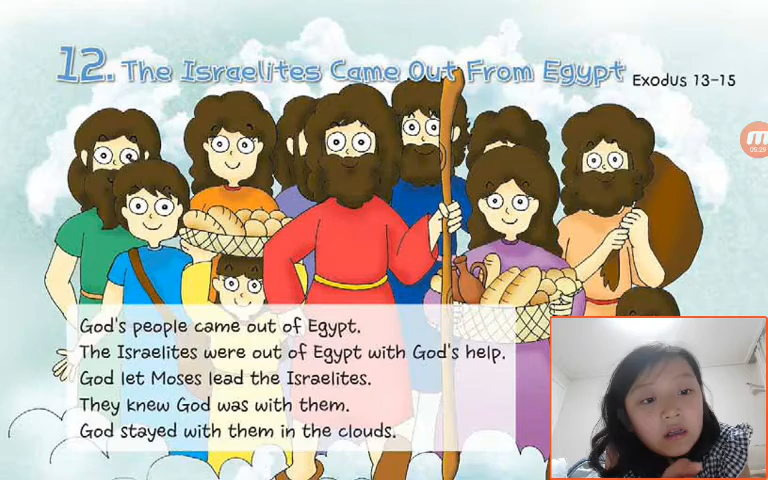 12. The Israelites Came Out From Egypt Exodus 13-15
God's people came out of Egypt.
The Israelites were out of Egypt with God's help.
God let Moses lead the Israelites.
They knew God was with them.
God stayed with them in the clouds.